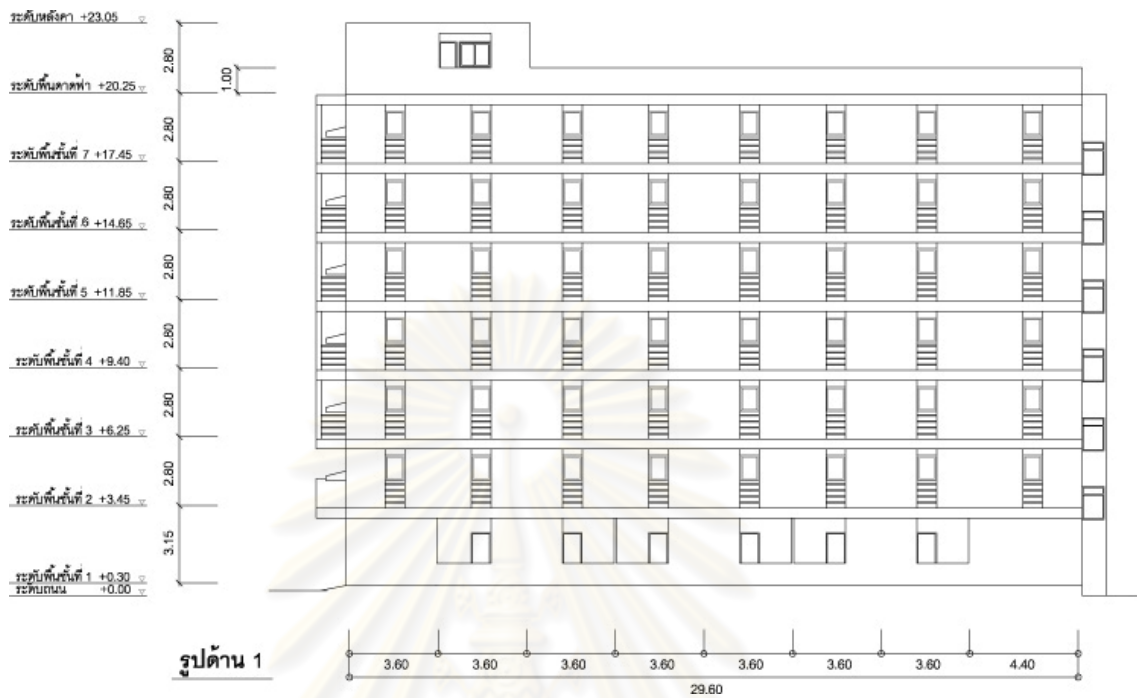 ระดับหลังคา +23.05
2.80
1.00
ระดับพื้นดาดฟ้า +20.25
2.80
ระดับพื้นชั้นที่ 7 +17.45
2.80
ระดับพื้นชั้นที่ 6 +14.65
2.80
ระดับพื้นชั้นที่ 5 +11.85
2.80
ระดับพื้นชั้นที่ 4 +9.40
2.80
ระดับพื้นชั้นที่ 3 +6.25
2.80
ระดับพื้นชั้นที่ 2 +3.45
3.15
ระดับพื้นชั้นที่ 1 +0.30
ระดับถนน +0.00
รูปด้าน 1
3.60 3.60 3.60 3.60 3.60 3.60 3.60 4.40
29.60